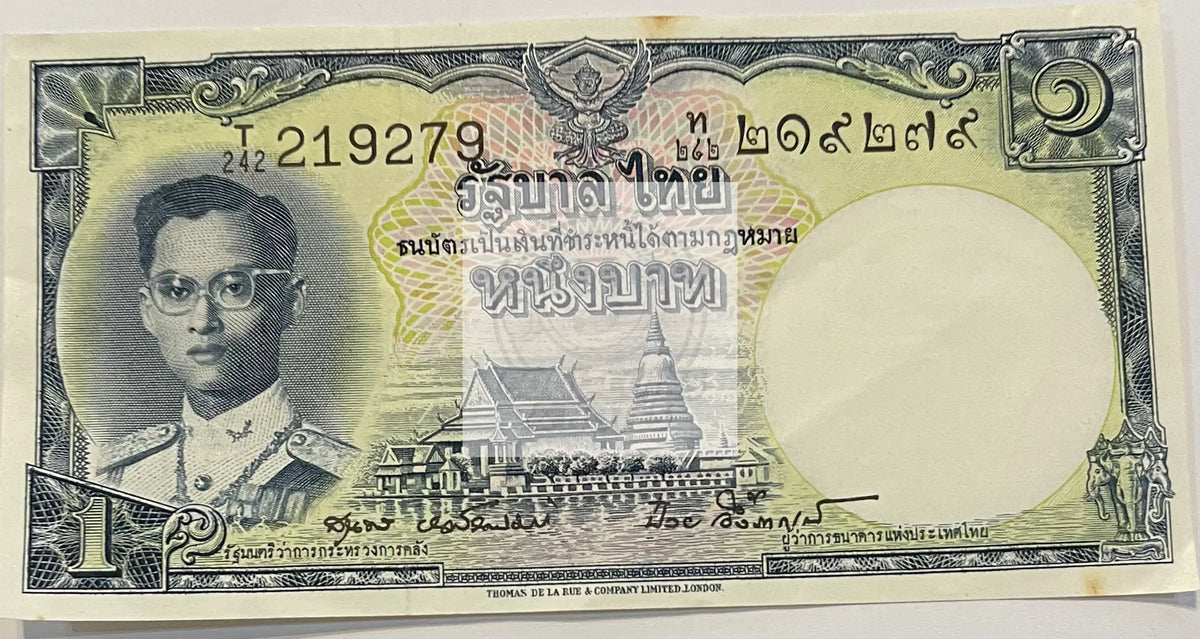 T
242 219279
ท
๒๔๒ ๒๑๙๒๗๙
๑
รัฐบาลไทย
ธนบัตรเป็นเงินที่ชำระหนี้ได้ตามกฎหมาย
หนึ่งบาท
รัฐมนตรีว่าการกระทรวงการคลัง
ผู้ว่าการธนาคารแห่งประเทศไทย
1
THOMAS DE LA RUE & COMPANY LIMITED. LONDON.